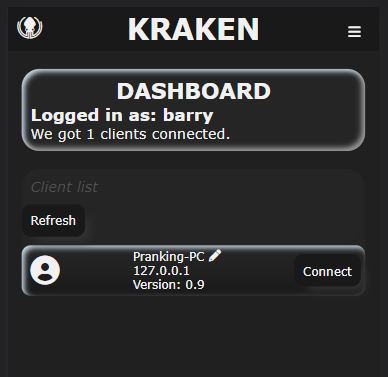 KRAKEN
DASHBOARD
Logged in as: barry
We got 1 clients connected.
Client list
Refresh
Pranking-PC
127.0.0.1
Version: 0.9
Connect